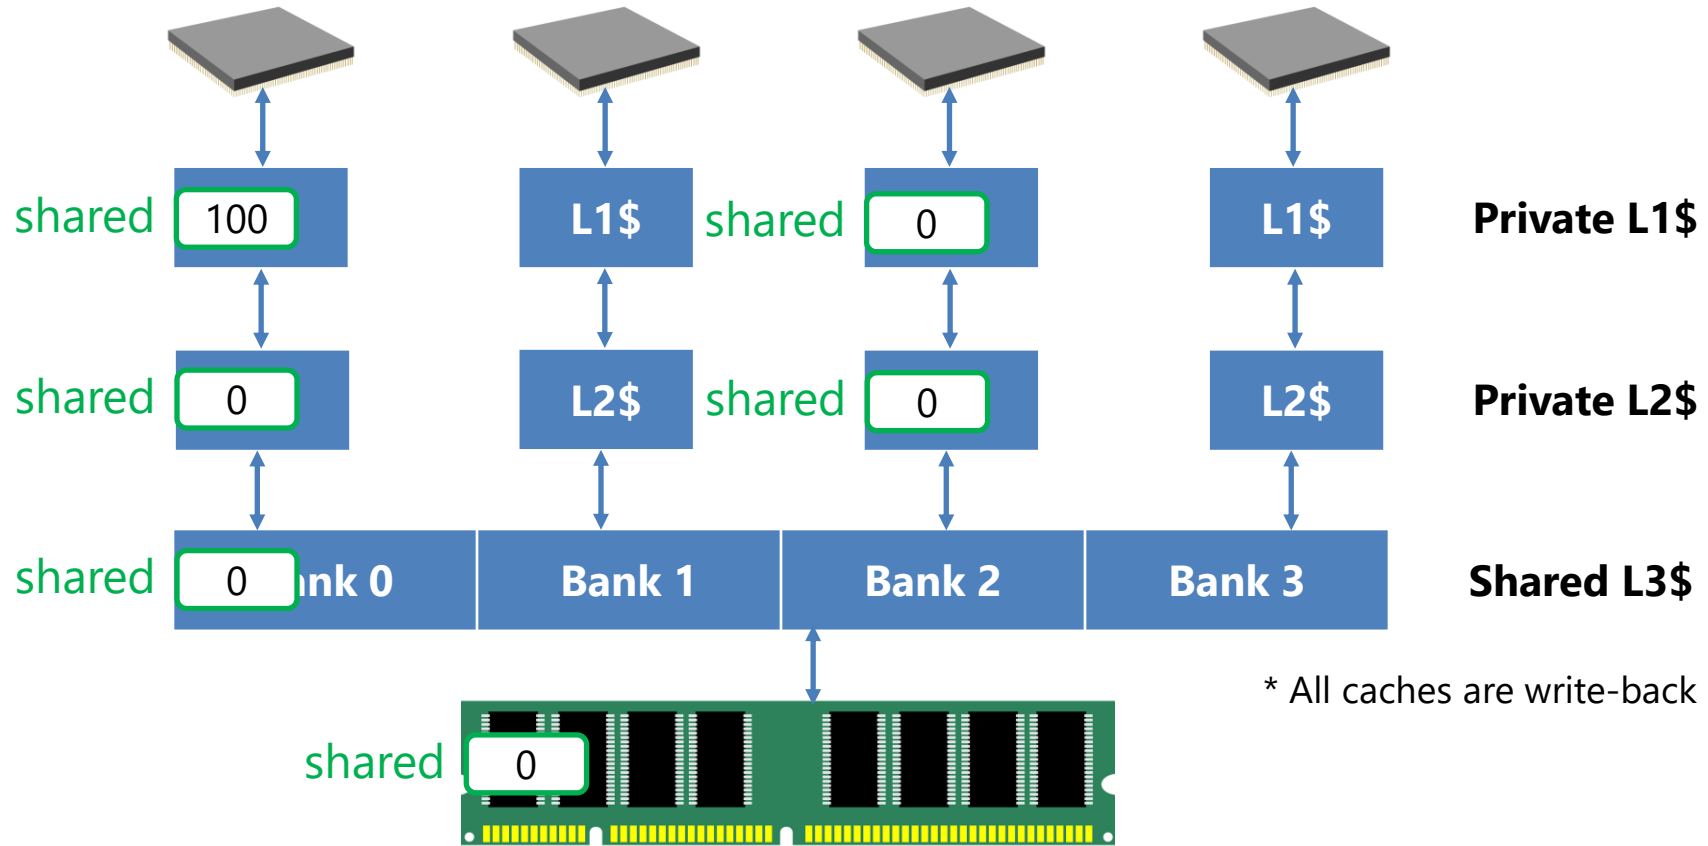 shared 100 L1$ shared 0 L1$ Private L1$
shared 0 L2$ shared 0 L2$ Private L2$
shared 0 ank 0 Bank 1 Bank 2 Bank 3 Shared L3$
* All caches are write-back
shared 0